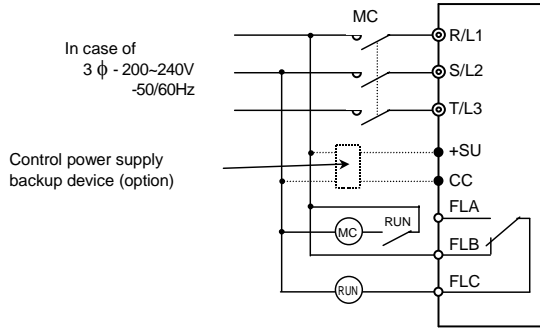 MC
In case of
3 ϕ - 200~240V
-50/60Hz
R/L1
S/L2
T/L3
Control power supply
backup device (option)
+SU
CC
FLA
MC
RUN
FLB
RUN
FLC